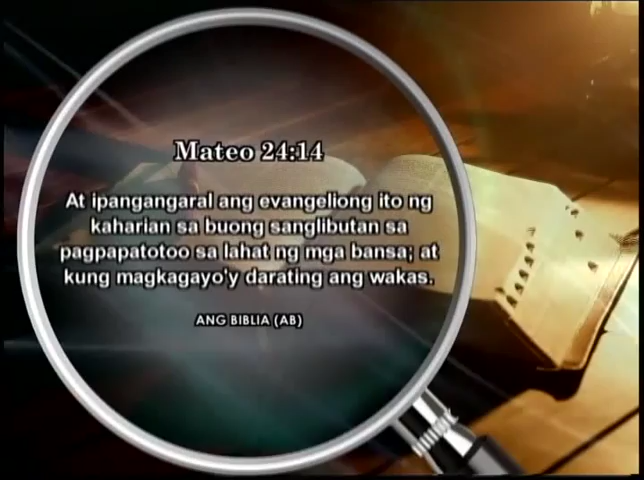 Mateo 24:14
At ipangangaral ang evangeliong ito ng
kaharian sa buong sanglibutan sa
pagpapatotoo sa lahat ng mga bansa; at
kung magkagayo'y darating ang wakas.
ANG BIBLIA (AB)